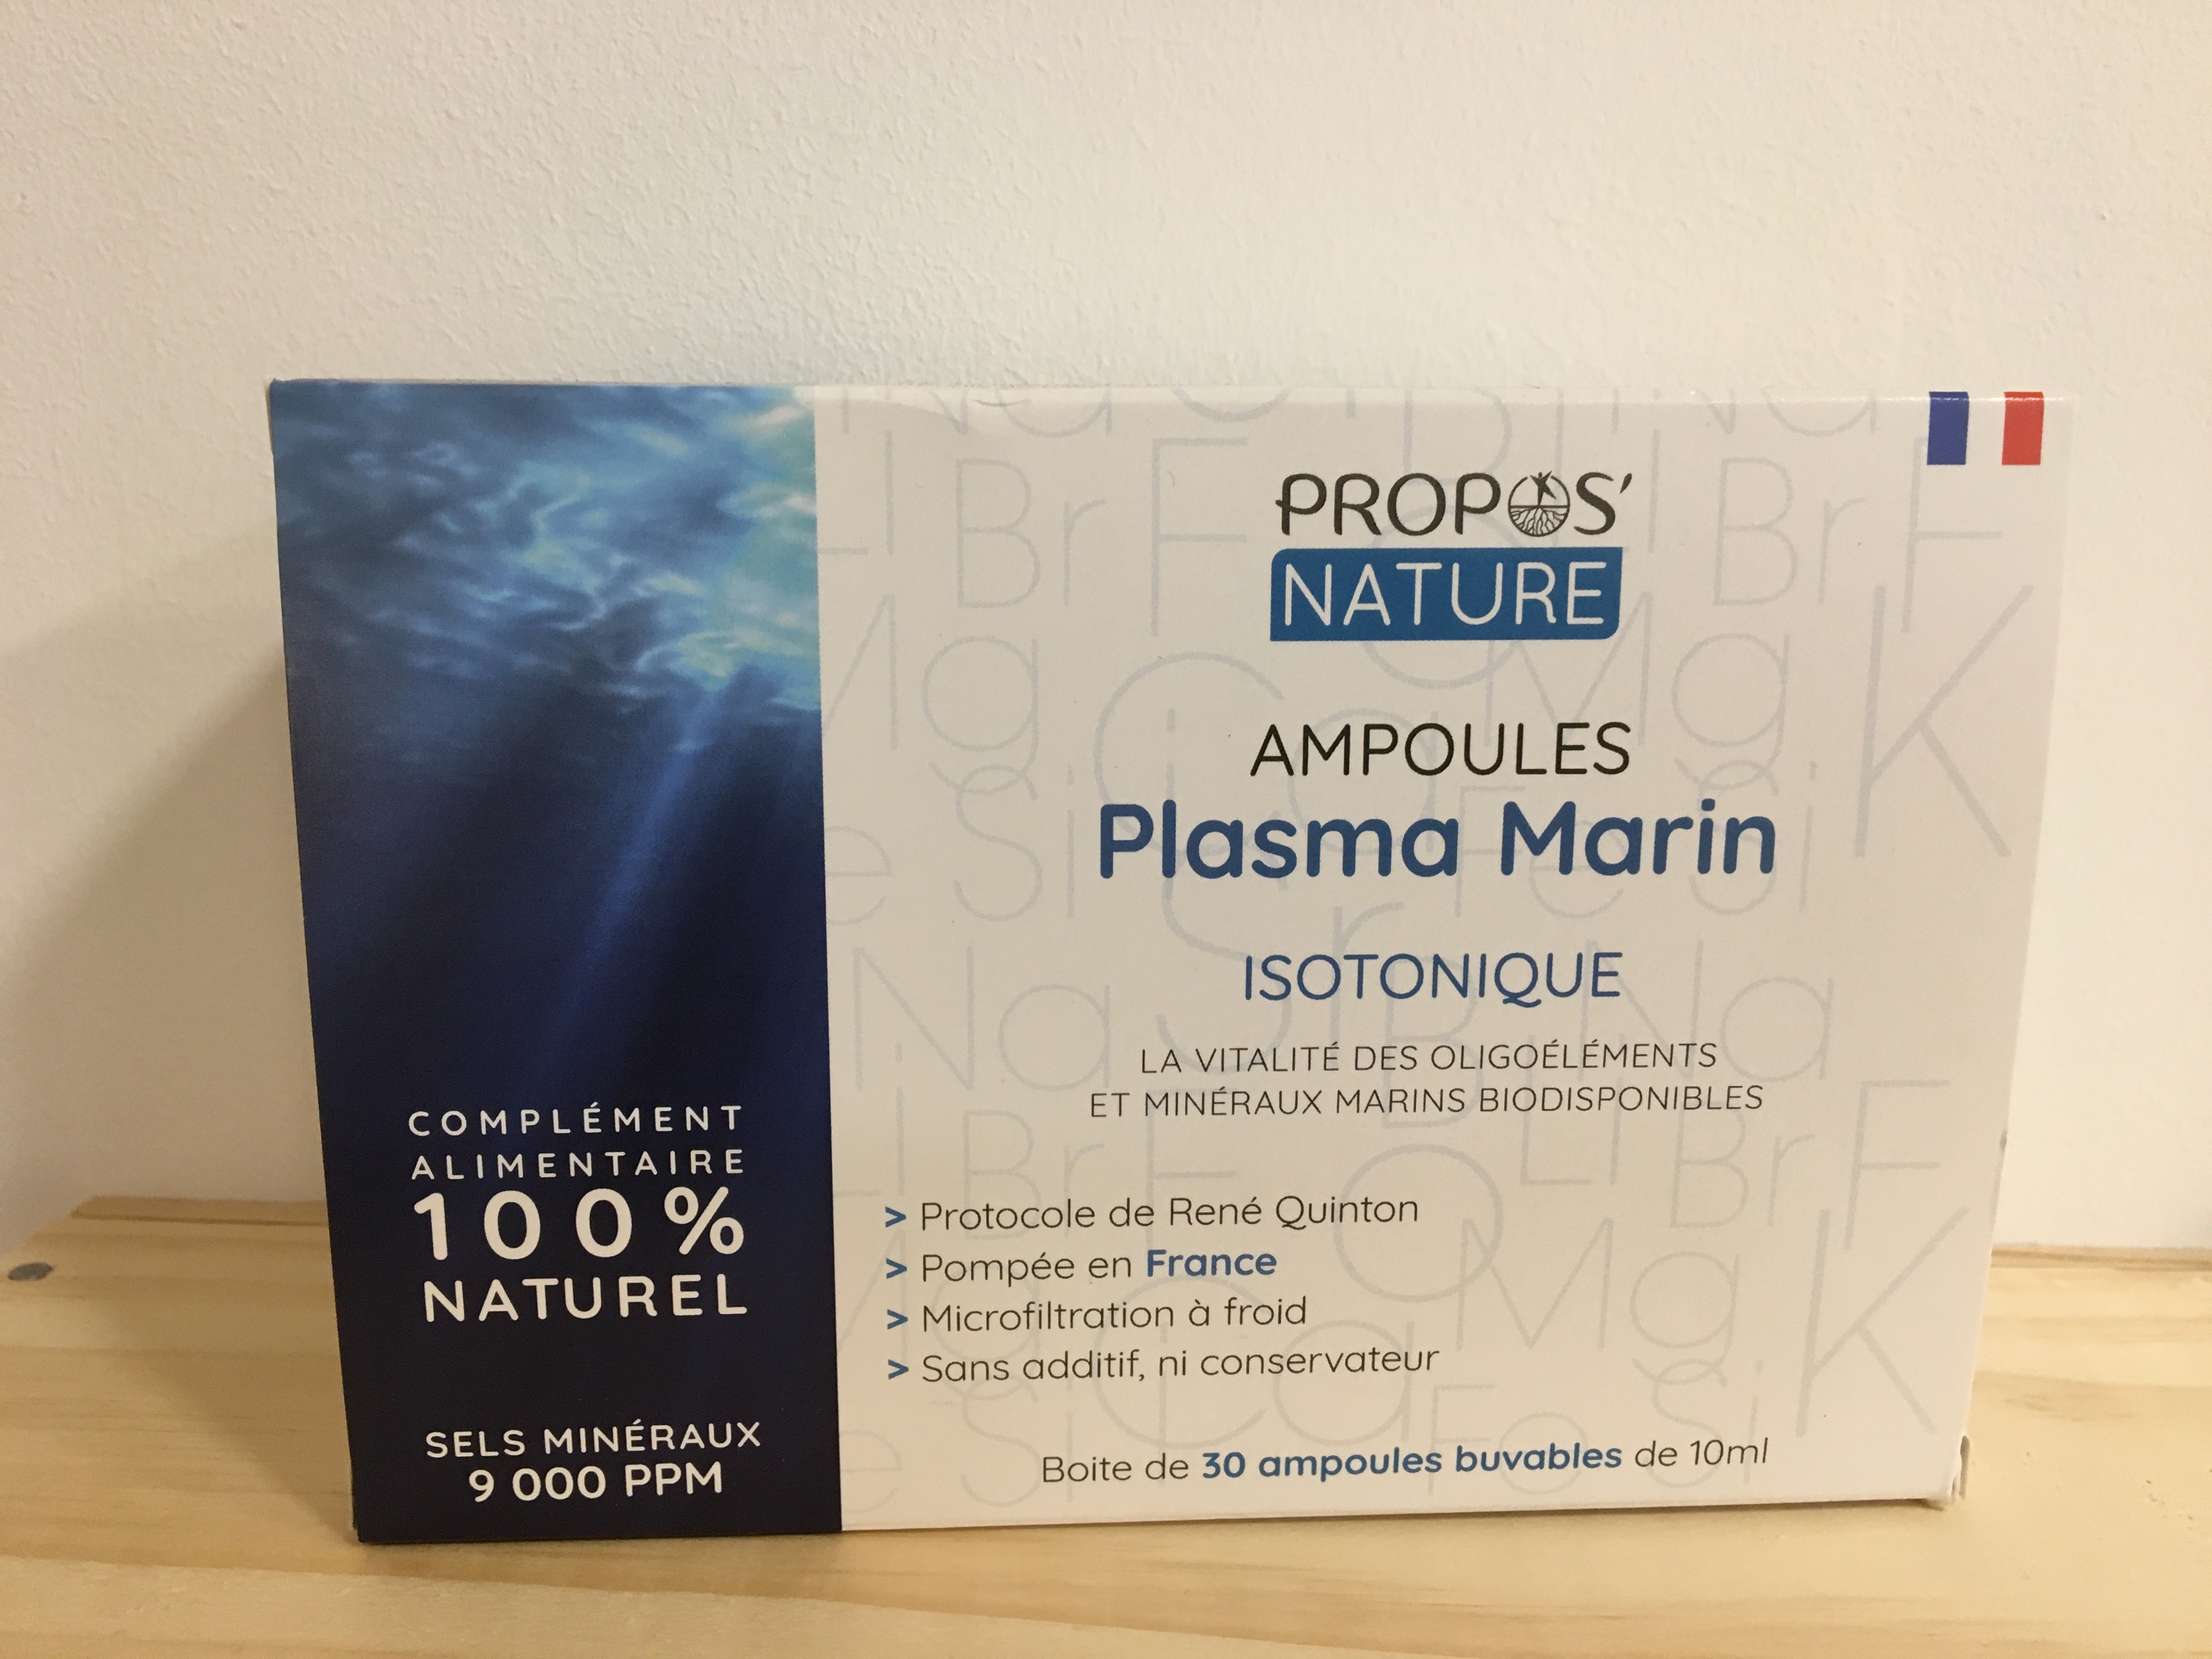 PROPOS'
NATURE
AMPOULES
Plasma Marin
ISOTONIQUE
LA VITALITÉ DES OLIGOÉLÉMENTS
ET MINÉRAUX MARINS BIODISPONIBLES
> Protocole de René Quinton
> Pompée en France
> Microfiltration à froid
> Sans additif, ni conservateur
Boite de 30 ampoules buvables de 10ml
COMPLÉMENT
ALIMENTAIRE
100%
NATUREL
SELS MINÉRAUX
9 000 PPM